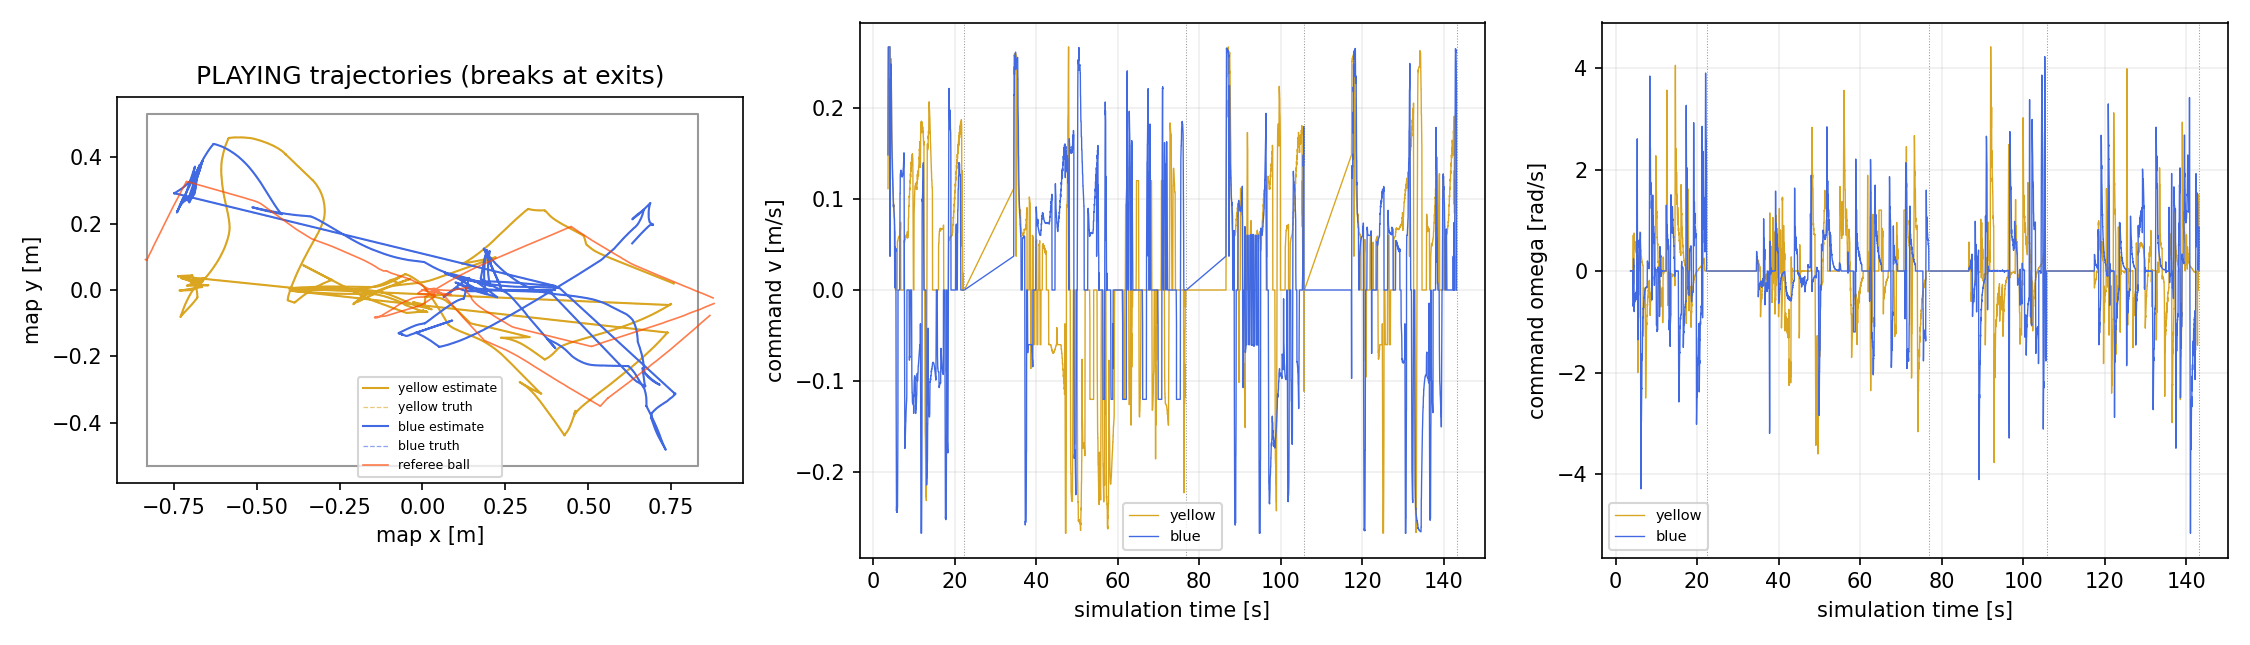 PLAYING trajectories (breaks at exits)
map y [m]
0.4
0.2
0.0
−0.2
−0.4
yellow estimate
yellow truth
blue estimate
blue truth
referee ball
−0.75 −0.50 −0.25 0.00 0.25 0.50 0.75
map x [m]
command v [m/s]
0.2
0.1
0.0
−0.1
−0.2
yellow
blue
0 20 40 60 80 100 120 140
simulation time [s]
command omega [rad/s]
4
2
0
−2
−4
yellow
blue
0 20 40 60 80 100 120 140
simulation time [s]